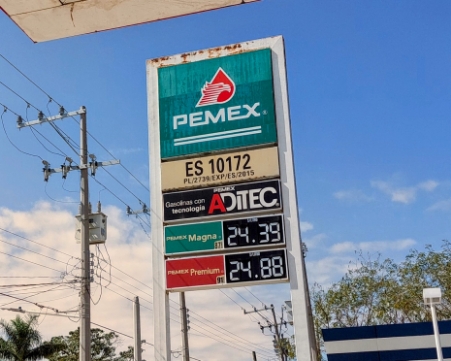 PEMEX
ES 10172
PL/2739/EXP/ES/2015
PEMEX
Gasolinas con
tecnología ADITEC.
PEMEX Magna 24.39
PEMEX Premium 24.88